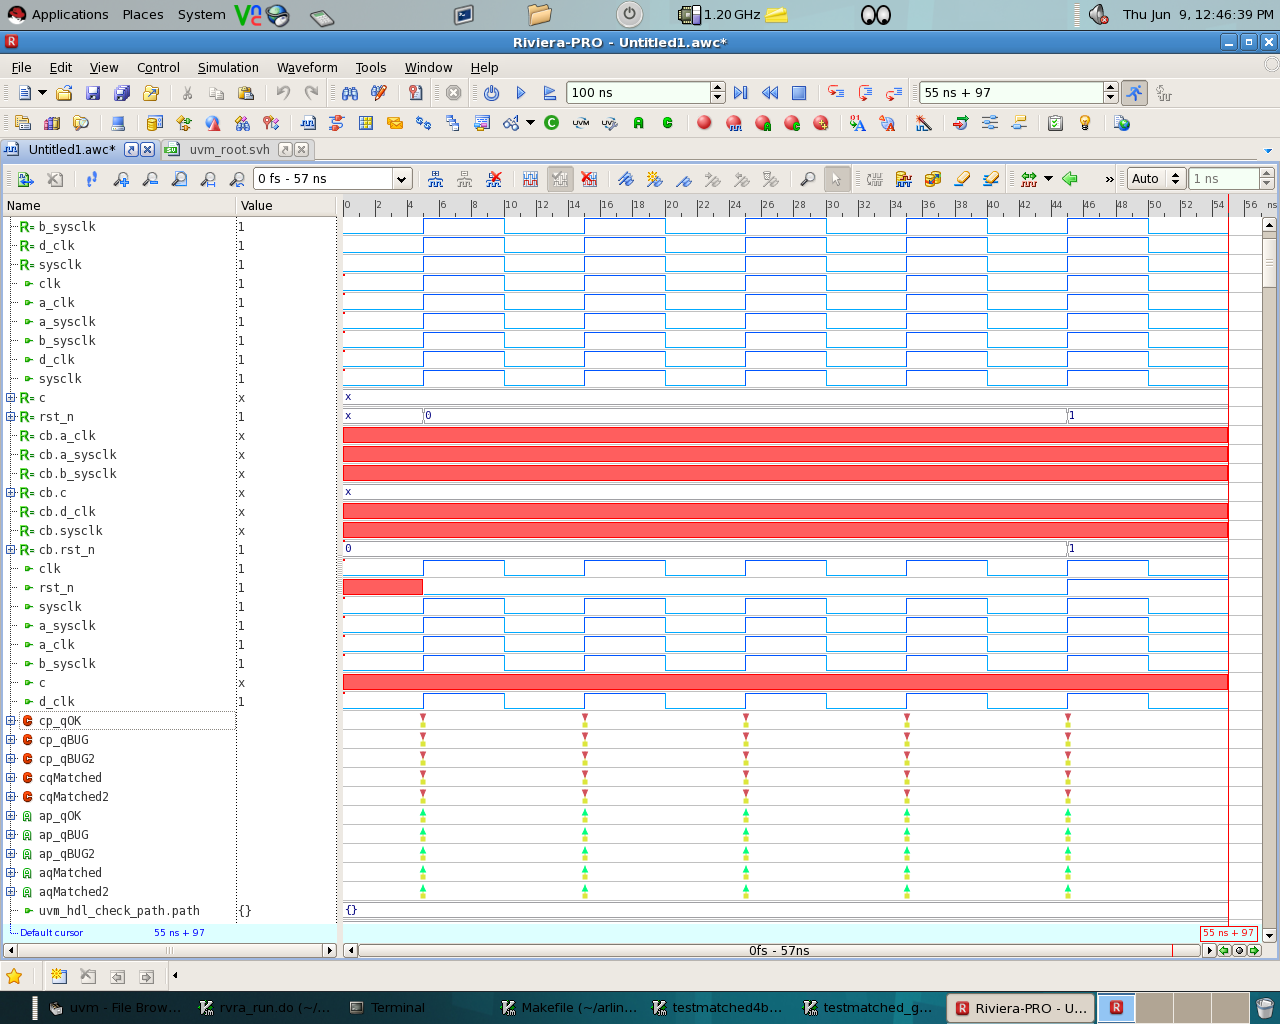 Applications Places System 1.20 GHz Thu Jun 9, 12:46:39 PM
Riviera-PRO - Untitled1.awc*
File Edit View Control Simulation Waveform Tools Window Help
100 ns 55 ns + 97
Untitled1.awc* uvm_root.svh
0 fs - 57 ns » Auto 1 ns
Name Value 0 2 4 6 8 10 12 14 16 18 20 22 24 26 28 30 32 34 36 38 40 42 44 46 48 50 52 54 56 ns
b_sysclk 1
d_clk 1
sysclk 1
clk 1
a_clk 1
a_sysclk 1
b_sysclk 1
d_clk 1
sysclk 1
c x x
rst_n 1 x 0 1
cb.a_clk x
cb.a_sysclk x
cb.b_sysclk x
cb.c x x
cb.d_clk x
cb.sysclk x
cb.rst_n 1 0 1
clk 1
rst_n 1
sysclk 1
a_sysclk 1
a_clk 1
b_sysclk 1
c x
d_clk 1
cp_qOK
cp_qBUG
cp_qBUG2
cqMatched
cqMatched2
ap_qOK
ap_qBUG
ap_qBUG2
aqMatched
aqMatched2
uvm_hdl_check_path.path {} {}
Default cursor 55 ns + 97 55 ns + 97
0fs - 57ns
uvm - File Brow... rvra_run.do (~/... Terminal Makefile (~/arlin... testmatched4b... testmatched_g... Riviera-PRO - U...